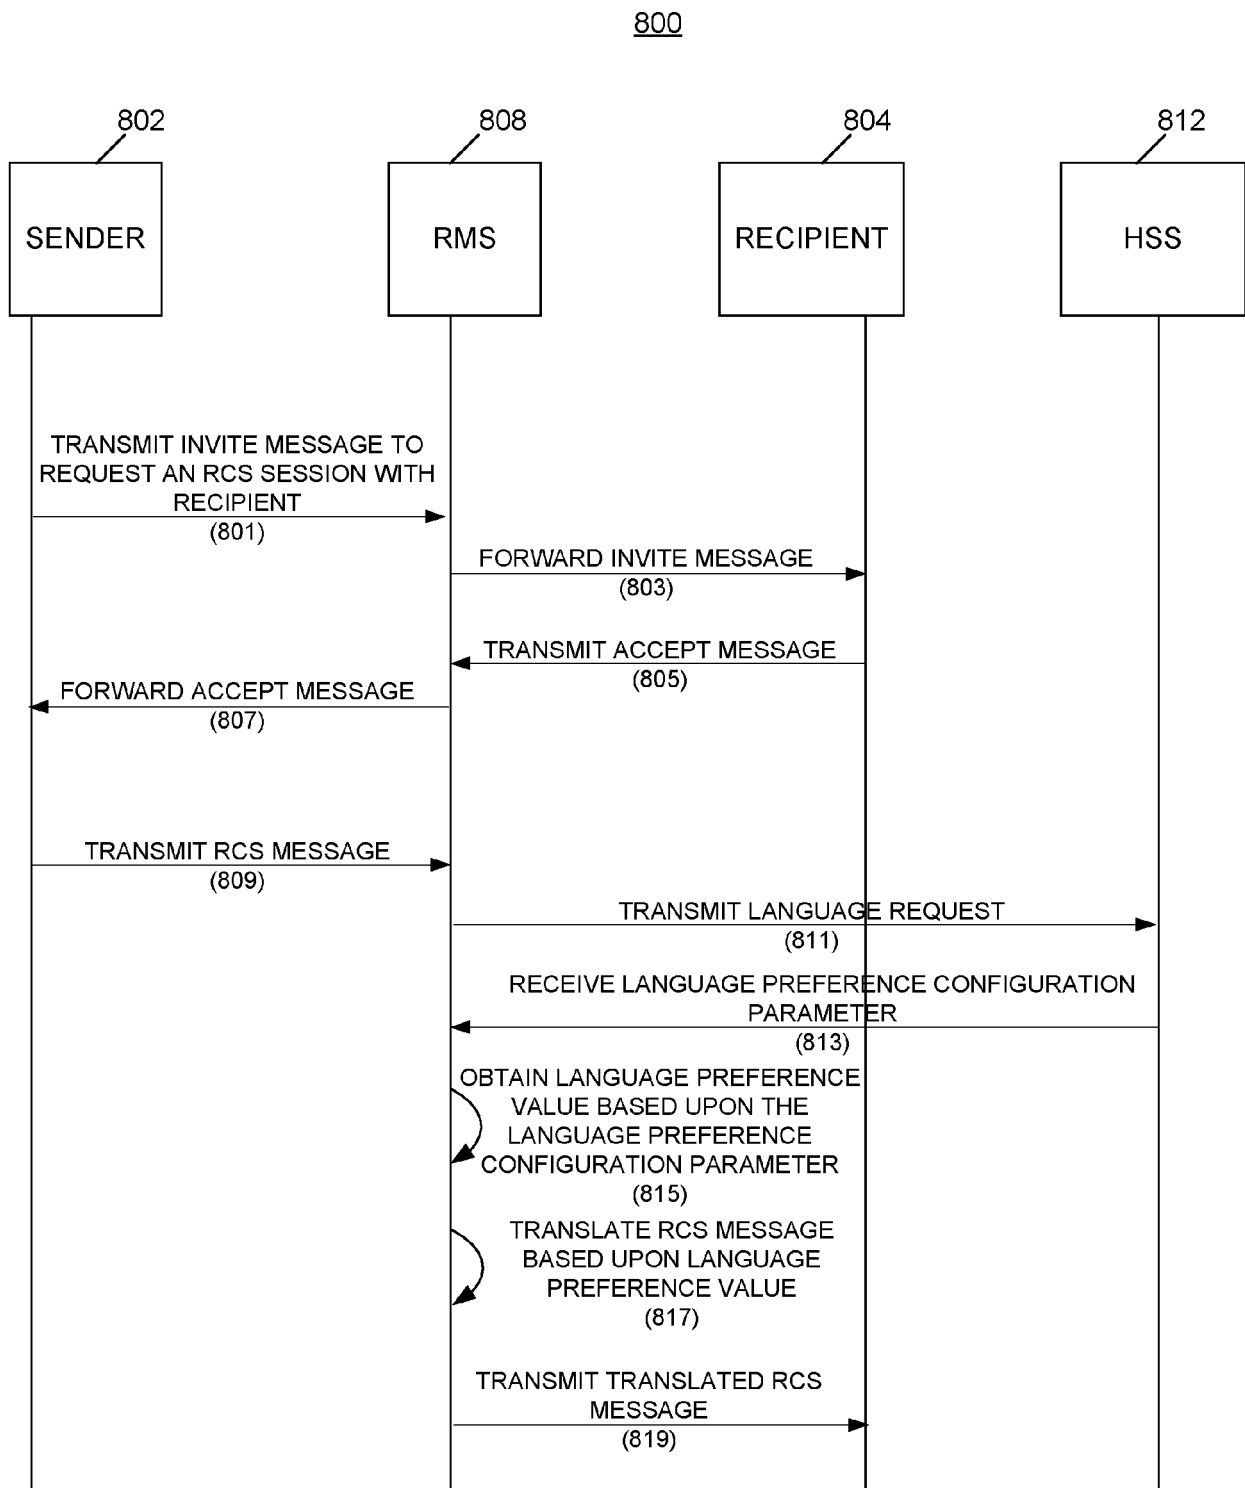 800
802
808
804
812
SENDER
RMS
RECIPIENT
HSS
TRANSMIT INVITE MESSAGE TO
REQUEST AN RCS SESSION WITH
RECIPIENT
(801)
FORWARD INVITE MESSAGE
(803)
TRANSMIT ACCEPT MESSAGE
(805)
FORWARD ACCEPT MESSAGE
(807)
TRANSMIT RCS MESSAGE
(809)
TRANSMIT LANGUAGE REQUEST
(811)
RECEIVE LANGUAGE PREFERENCE CONFIGURATION
PARAMETER
(813)
OBTAIN LANGUAGE PREFERENCE
VALUE BASED UPON THE
LANGUAGE PREFERENCE
CONFIGURATION PARAMETER
(815)
TRANSLATE RCS MESSAGE
BASED UPON LANGUAGE
PREFERENCE VALUE
(817)
TRANSMIT TRANSLATED RCS
MESSAGE
(819)